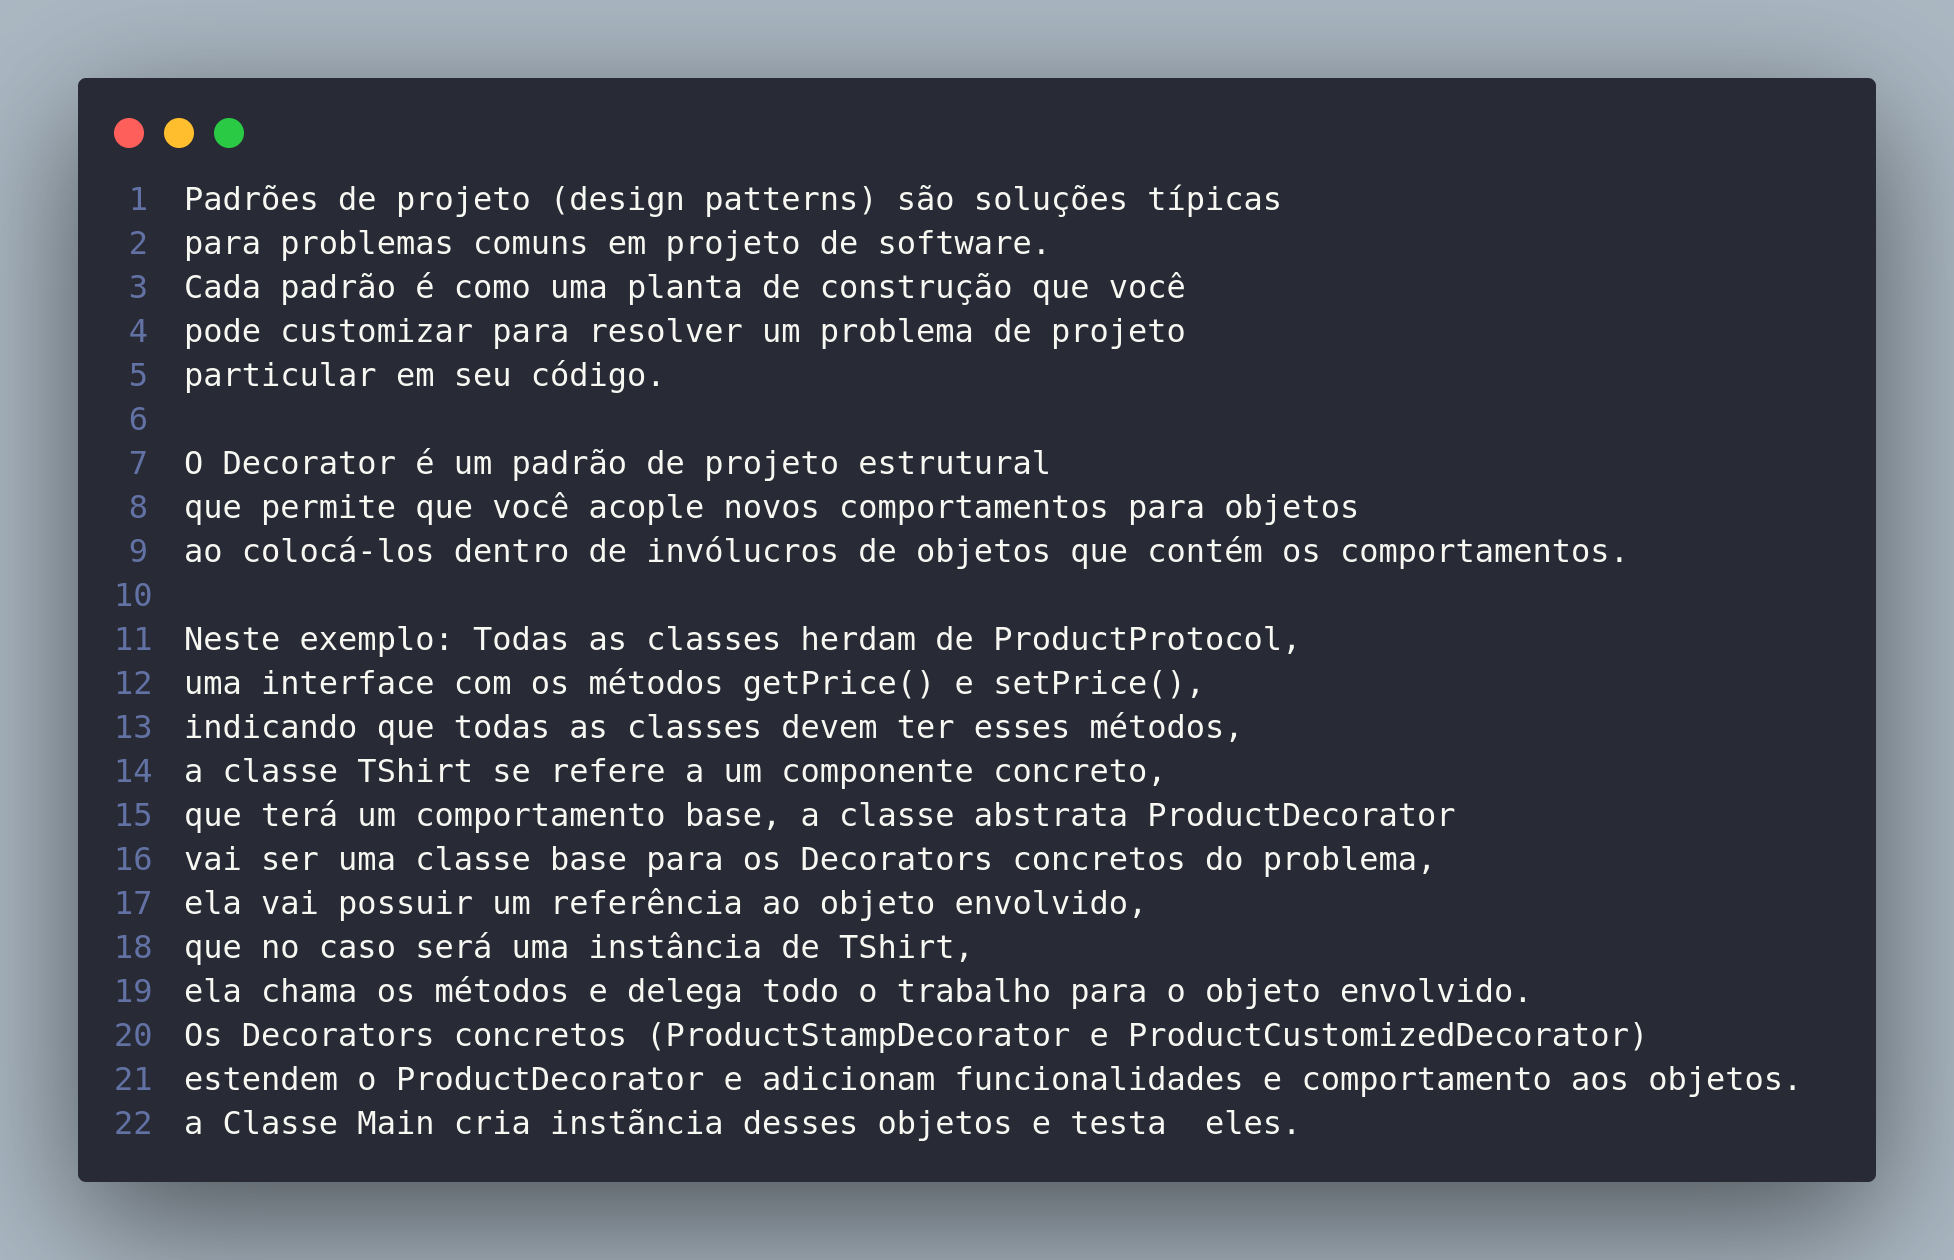 1 Padrões de projeto (design patterns) são soluções típicas
2 para problemas comuns em projeto de software.
3 Cada padrão é como uma planta de construção que você
4 pode customizar para resolver um problema de projeto
5 particular em seu código.
6
7 O Decorator é um padrão de projeto estrutural
8 que permite que você acople novos comportamentos para objetos
9 ao colocá-los dentro de invólucros de objetos que contém os comportamentos.
10
11 Neste exemplo: Todas as classes herdam de ProductProtocol,
12 uma interface com os métodos getPrice() e setPrice(),
13 indicando que todas as classes devem ter esses métodos,
14 a classe TShirt se refere a um componente concreto,
15 que terá um comportamento base, a classe abstrata ProductDecorator
16 vai ser uma classe base para os Decorators concretos do problema,
17 ela vai possuir um referência ao objeto envolvido,
18 que no caso será uma instância de TShirt,
19 ela chama os métodos e delega todo o trabalho para o objeto envolvido.
20 Os Decorators concretos (ProductStampDecorator e ProductCustomizedDecorator)
21 estendem o ProductDecorator e adicionam funcionalidades e comportamento aos objetos.
22 a Classe Main cria instãncia desses objetos e testa  eles.